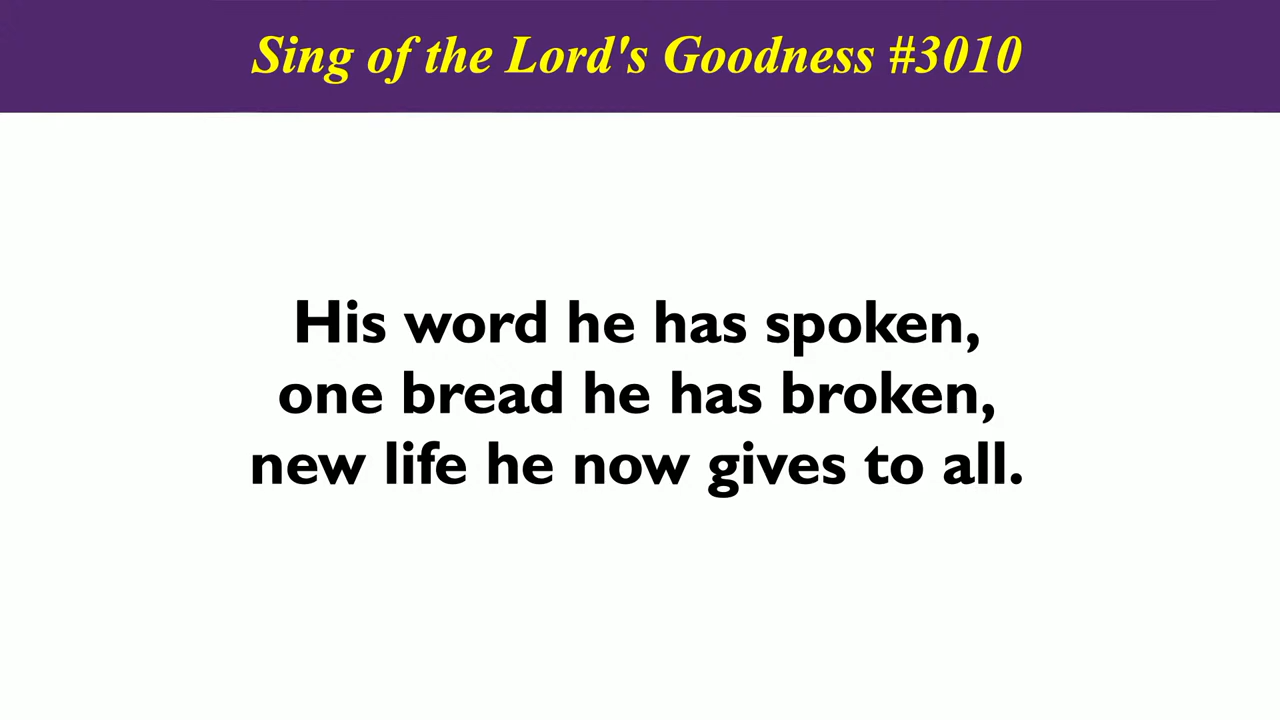 Sing of the Lord's Goodness #3010
His word he has spoken,
one bread he has broken,
new life he now gives to all.